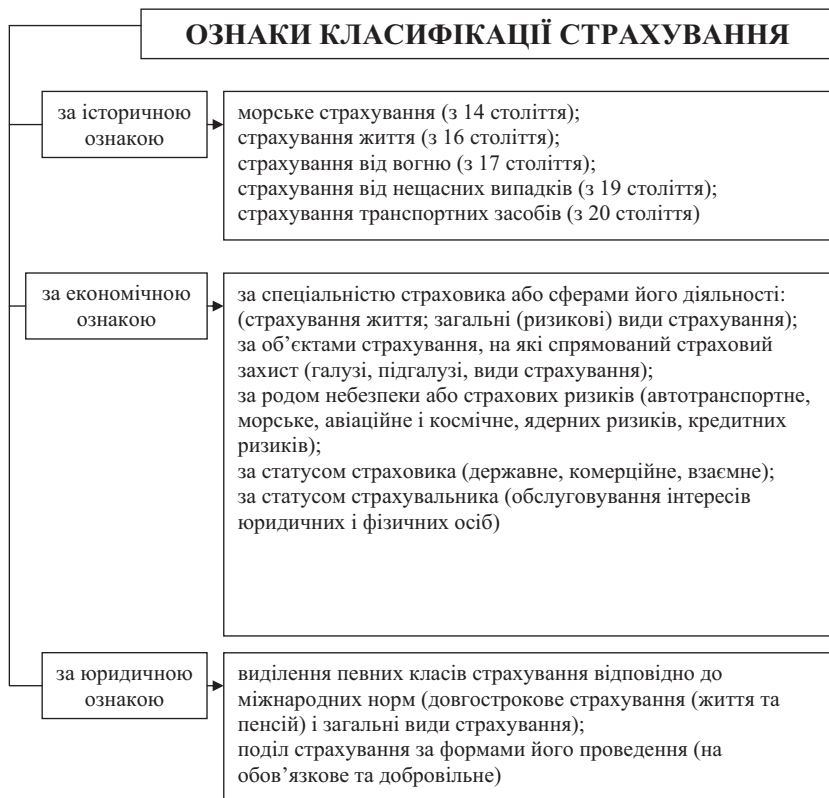 ОЗНАКИ КЛАСИФІКАЦІЇ СТРАХУВАННЯ
за історичною
ознакою
морське страхування (з 14 століття);
страхування життя (з 16 століття);
страхування від вогню (з 17 століття);
страхування від нещасних випадків (з 19 століття);
страхування транспортних засобів (з 20 століття)
за економічною
ознакою
за спеціальністю страховика або сферами його діяльності:
(страхування життя; загальні (ризикові) види страхування);
за об’єктами страхування, на які спрямований страховий
захист (галузі, підгалузі, види страхування);
за родом небезпеки або страхових ризиків (автотранспортне,
морське, авіаційне і космічне, ядерних ризиків, кредитних
ризиків);
за статусом страховика (державне, комерційне, взаємне);
за статусом страхувальника (обслуговування інтересів
юридичних і фізичних осіб)
за юридичною
ознакою
виділення певних класів страхування відповідно до
міжнародних норм (довгострокове страхування (життя та
пенсій) і загальні види страхування);
поділ страхування за формами його проведення (на
обов’язкове та добровільне)